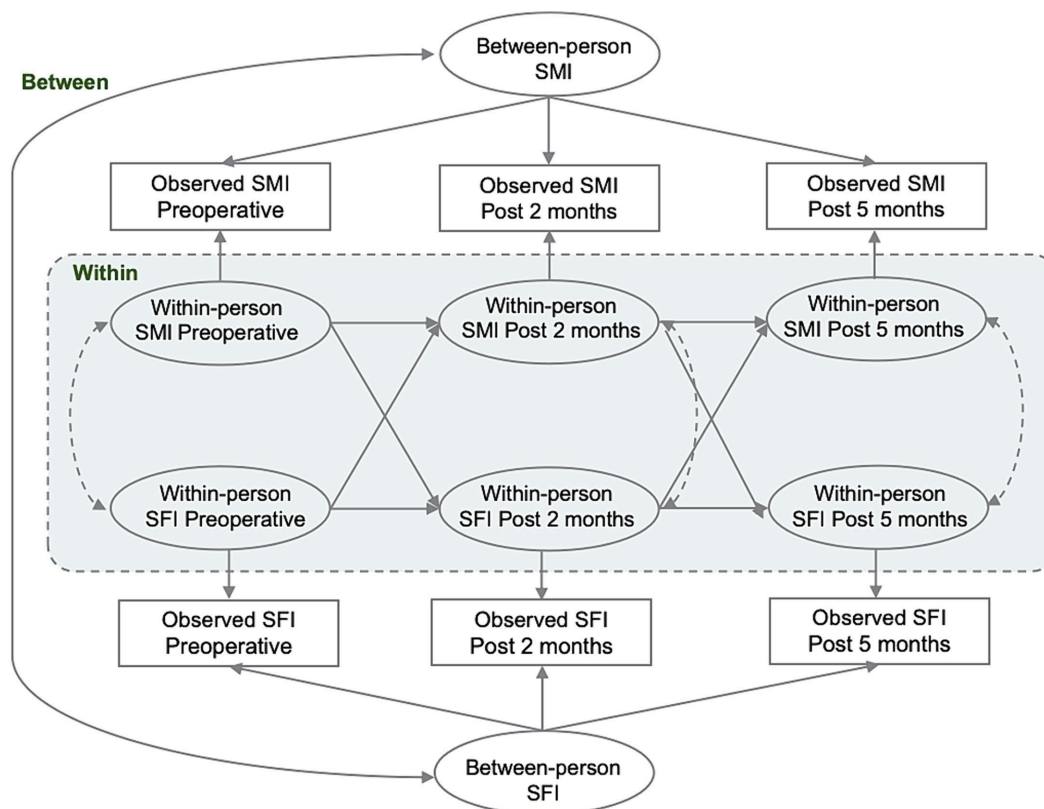 Between-person
SMI
Between
Observed SMI
Preoperative
Observed SMI
Post 2 months
Observed SMI
Post 5 months
Within
Within-person
SMI Preoperative
Within-person
SMI Post 2 months
Within-person
SMI Post 5 months
Within-person
SFI Preoperative
Within-person
SFI Post 2 months
Within-person
SFI Post 5 months
Observed SFI
Preoperative
Observed SFI
Post 2 months
Observed SFI
Post 5 months
Between-person
SFI